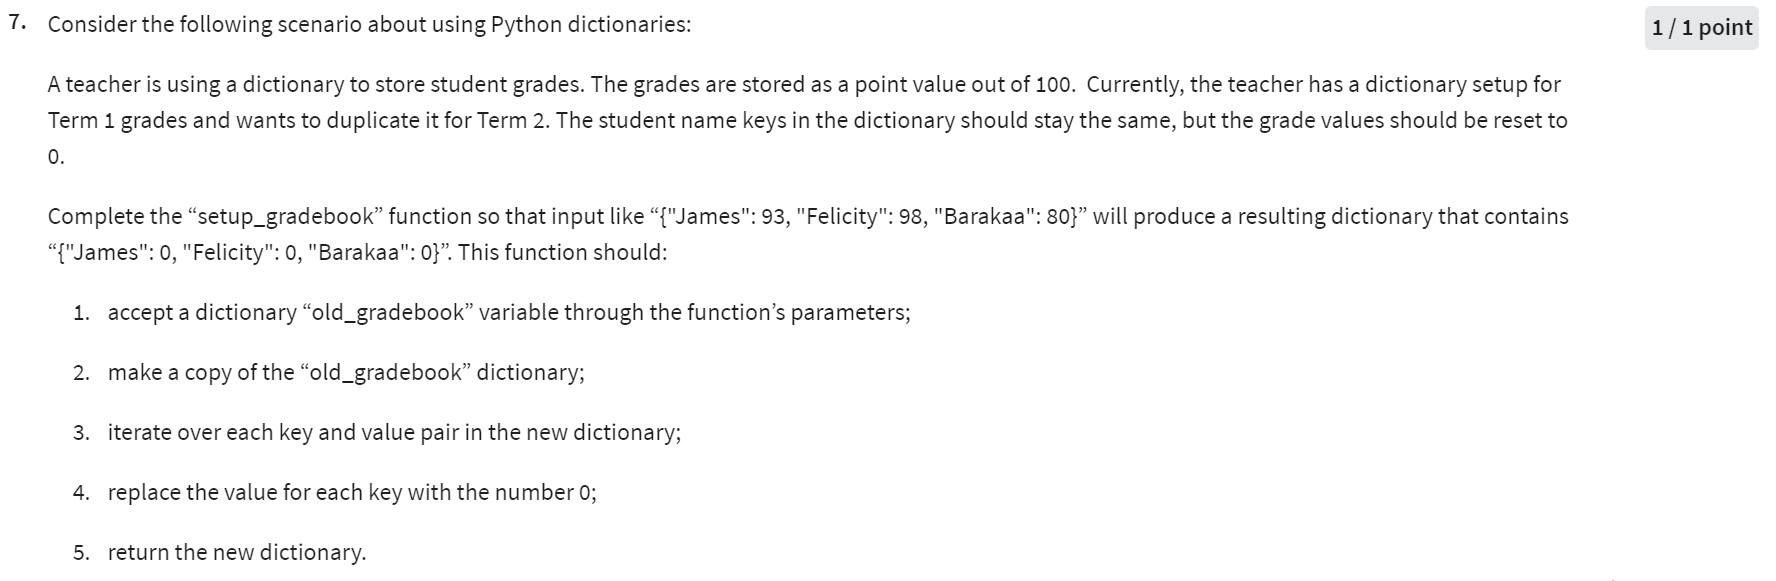 7. Consider the following scenario about using Python dictionaries:
1 / 1 point
A teacher is using a dictionary to store student grades. The grades are stored as a point value out of 100.  Currently, the teacher has a dictionary setup for
Term 1 grades and wants to duplicate it for Term 2. The student name keys in the dictionary should stay the same, but the grade values should be reset to
0.
Complete the “setup_gradebook” function so that input like “{"James": 93, "Felicity": 98, "Barakaa": 80}” will produce a resulting dictionary that contains
“{"James": 0, "Felicity": 0, "Barakaa": 0}”. This function should:
1. accept a dictionary “old_gradebook” variable through the function’s parameters;
2. make a copy of the “old_gradebook” dictionary;
3. iterate over each key and value pair in the new dictionary;
4. replace the value for each key with the number 0;
5. return the new dictionary.